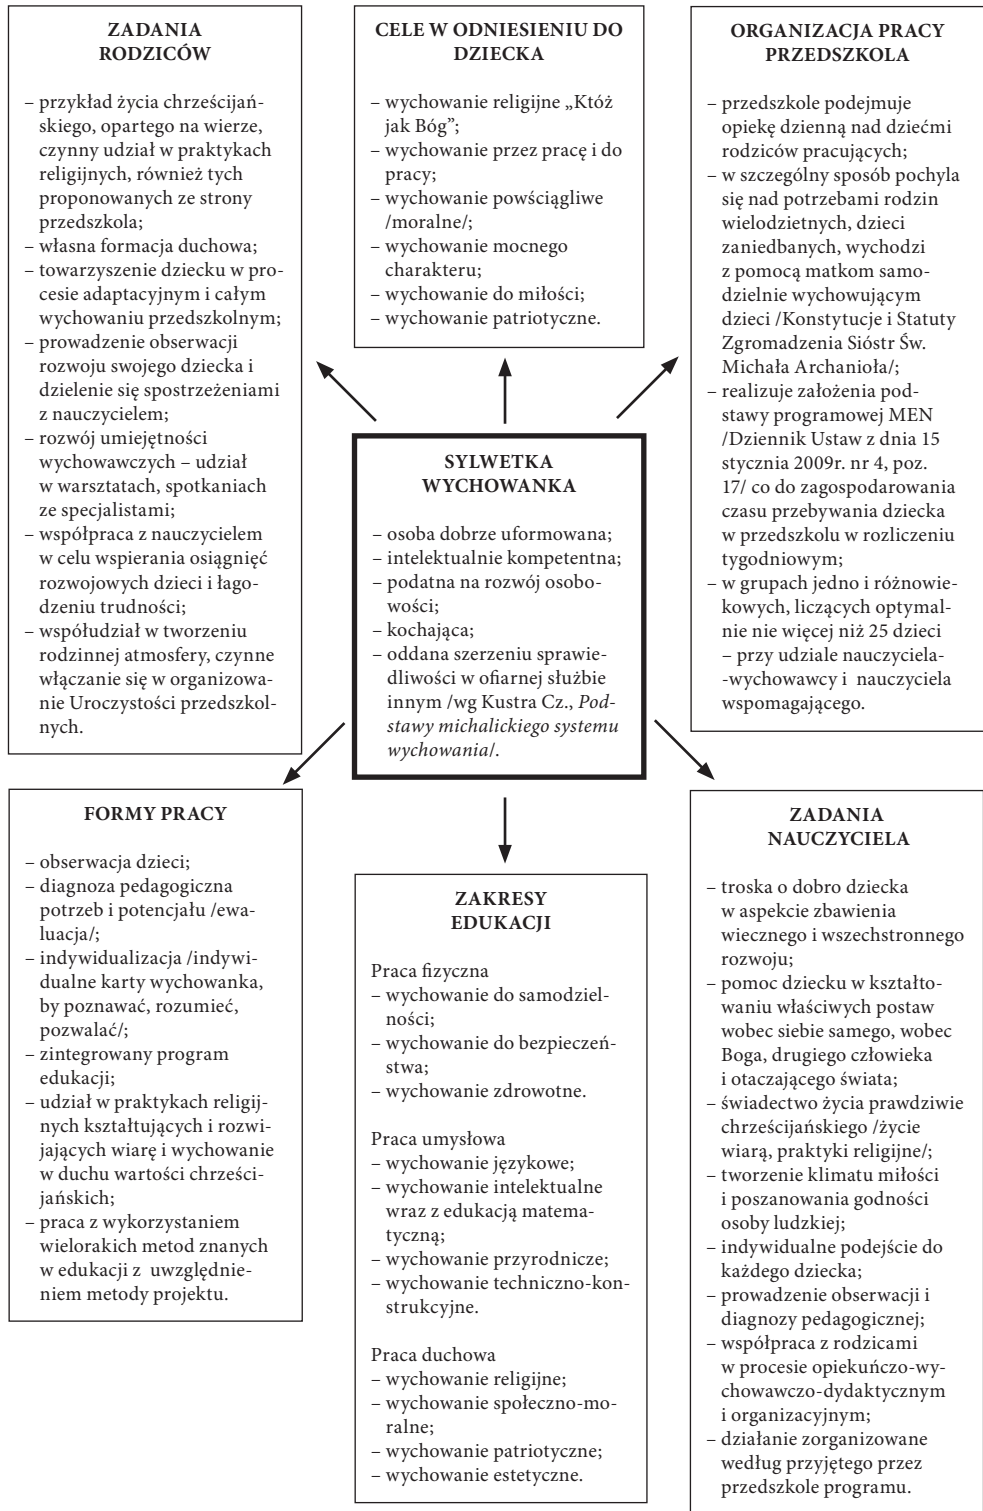 ZADANIA
RODZICÓW
– przykład życia chrześcijań-
skiego, opartego na wierze,
czynny udział w praktykach
religijnych, również tych
proponowanych ze strony
przedszkola;
– własna formacja duchowa;
– towarzyszenie dziecku w pro-
cesie adaptacyjnym i całym
wychowaniu przedszkolnym;
– prowadzenie obserwacji
rozwoju swojego dziecka i
dzielenie się spostrzeżeniami
z nauczycielem;
– rozwój umiejętności
wychowawczych – udział
w warsztatach, spotkaniach
ze specjalistami;
– współpraca z nauczycielem
w celu wspierania osiągnięć
rozwojowych dzieci i łago-
dzeniu trudności;
– współudział w tworzeniu
rodzinnej atmosfery, czynne
włączanie się w organizowa-
nie Uroczystości przedszkol-
nych.
CELE W ODNIESIENIU DO
DZIECKA
– wychowanie religijne „Któż
jak Bóg”;
– wychowanie przez pracę i do
pracy;
– wychowanie powściągliwe
/moralne/;
– wychowanie mocnego
charakteru;
– wychowanie do miłości;
– wychowanie patriotyczne.
ORGANIZACJA PRACY
PRZEDSZKOLA
– przedszkole podejmuje
opiekę dzienną nad dziećmi
rodziców pracujących;
– w szczególny sposób pochyla
się nad potrzebami rodzin
wielodzietnych, dzieci
zaniedbanych, wychodzi
z pomocą matkom samo-
dzielnie wychowującym
dzieci /Konstytucje i Statuty
Zgromadzenia Sióstr Św.
Michała Archanioła/;
– realizuje założenia pod-
stawy programowej MEN
/Dziennik Ustaw z dnia 15
stycznia 2009r. nr 4, poz.
17/ co do zagospodarowania
czasu przebywania dziecka
w przedszkolu w rozliczeniu
tygodniowym;
– w grupach jedno i różnowie-
kowych, liczących optymal-
nie nie więcej niż 25 dzieci
– przy udziale nauczyciela-
-wychowawcy i nauczyciela
wspomagającego.
SYLWETKA
WYCHOWANKA
– osoba dobrze uformowana;
– intelektualnie kompetentna;
– podatna na rozwój osobo-
wości;
– kochająca;
– oddana szerzeniu sprawie-
dliwości w ofiarnej służbie
innym /wg Kustra Cz., Pod-
stawy michalickiego systemu
wychowania/.
FORMY PRACY
– obserwacja dzieci;
– diagnoza pedagogiczna
potrzeb i potencjału /ewa-
luacja/;
– indywidualizacja /indywi-
dualne karty wychowanka,
by poznawać, rozumieć,
pozwalać/;
– zintegrowany program
edukacji;
– udział w praktykach religij-
nych kształtujących i rozwi-
jających wiarę i wychowanie
w duchu wartości chrześci-
jańskich;
– praca z wykorzystaniem
wielorakich metod znanych
w edukacji z uwzględnie-
niem metody projektu.
ZAKRESY
EDUKACJI
Praca fizyczna
– wychowanie do samodziel-
ności;
– wychowanie do bezpieczeń-
stwa;
– wychowanie zdrowotne.
Praca umysłowa
– wychowanie językowe;
– wychowanie intelektualne
wraz z edukacją matema-
tyczną;
– wychowanie przyrodnicze;
– wychowanie techniczno-kon-
strukcyjne.
Praca duchowa
– wychowanie religijne;
– wychowanie społeczno-mo-
ralne;
– wychowanie patriotyczne;
– wychowanie estetyczne.
ZADANIA
NAUCZYCIELA
– troska o dobro dziecka
w aspekcie zbawienia
wiecznego i wszechstronnego
rozwoju;
– pomoc dziecku w kształto-
waniu właściwych postaw
wobec siebie samego, wobec
Boga, drugiego człowieka
i otaczającego świata;
– świadectwo życia prawdziwie
chrześcijańskiego /życie
wiarą, praktyki religijne/;
– tworzenie klimatu miłości
i poszanowania godności
osoby ludzkiej;
– indywidualne podejście do
każdego dziecka;
– prowadzenie obserwacji i
diagnozy pedagogicznej;
– współpraca z rodzicami
w procesie opiekuńczo-wy-
chowawczo-dydaktycznym
i organizacyjnym;
– działanie zorganizowane
według przyjętego przez
przedszkole programu.